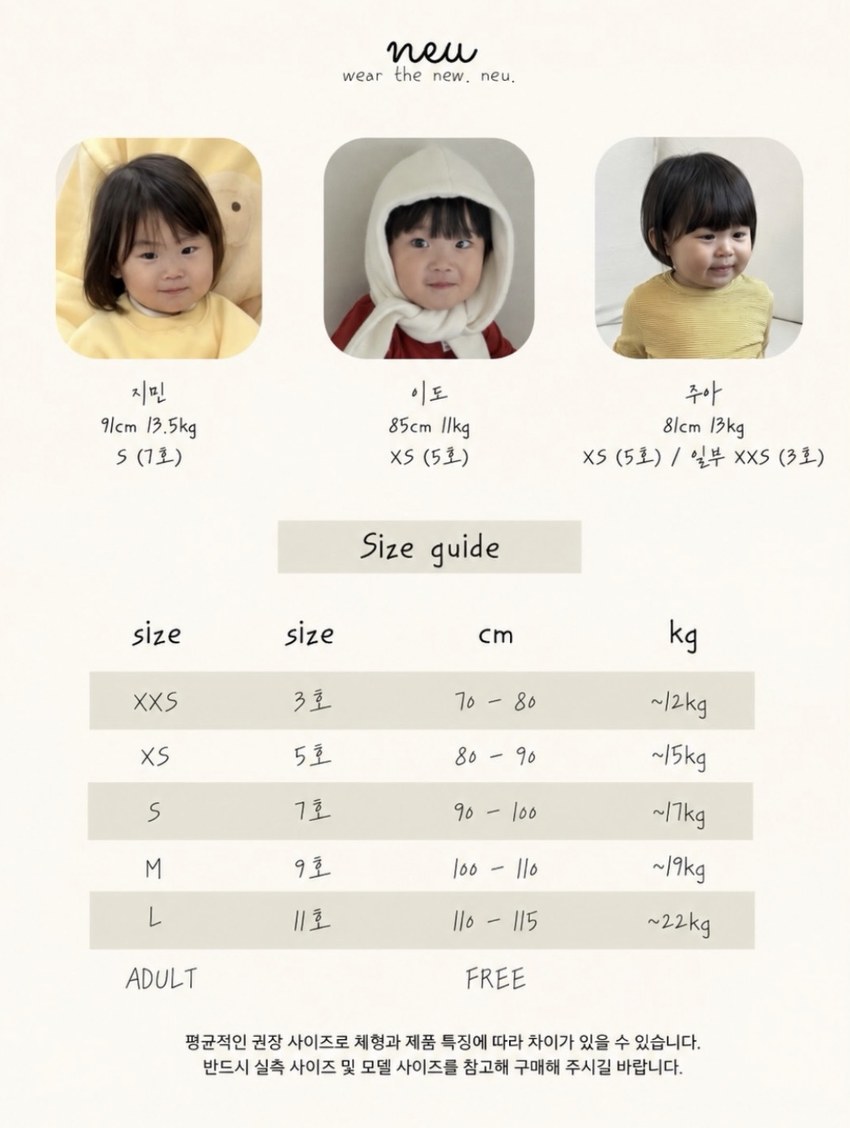 neu
wear the new. neu.
지민
91cm 13.5kg
S (7호)
이도
85cm 11kg
XS (5호)
주아
81cm 13kg
XS (5호) / 일부 XXS (3호)
Size guide
size size cm kg
XXS 3호 70 - 80 ~12kg
XS 5호 80 - 90 ~15kg
S 7호 90 - 100 ~17kg
M 9호 100 - 110 ~19kg
L 11호 110 - 115 ~22kg
ADULT FREE
평균적인 권장 사이즈로 체형과 제품 특징에 따라 차이가 있을 수 있습니다.
반드시 실측 사이즈 및 모델 사이즈를 참고해 구매해 주시길 바랍니다.